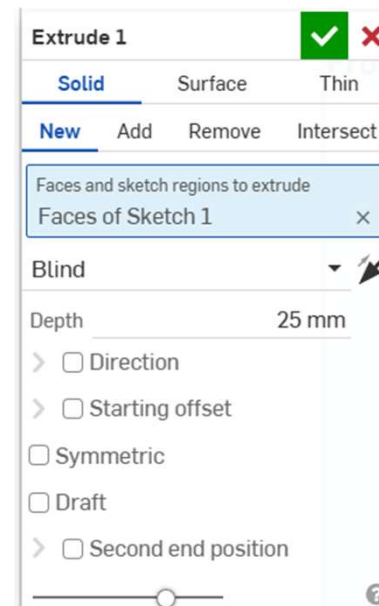 Extrude 1
Solid Surface Thin
New Add Remove Intersect
Faces and sketch regions to extrude
Faces of Sketch 1
Blind
Depth 25 mm
Direction
Starting offset
Symmetric
Draft
Second end position